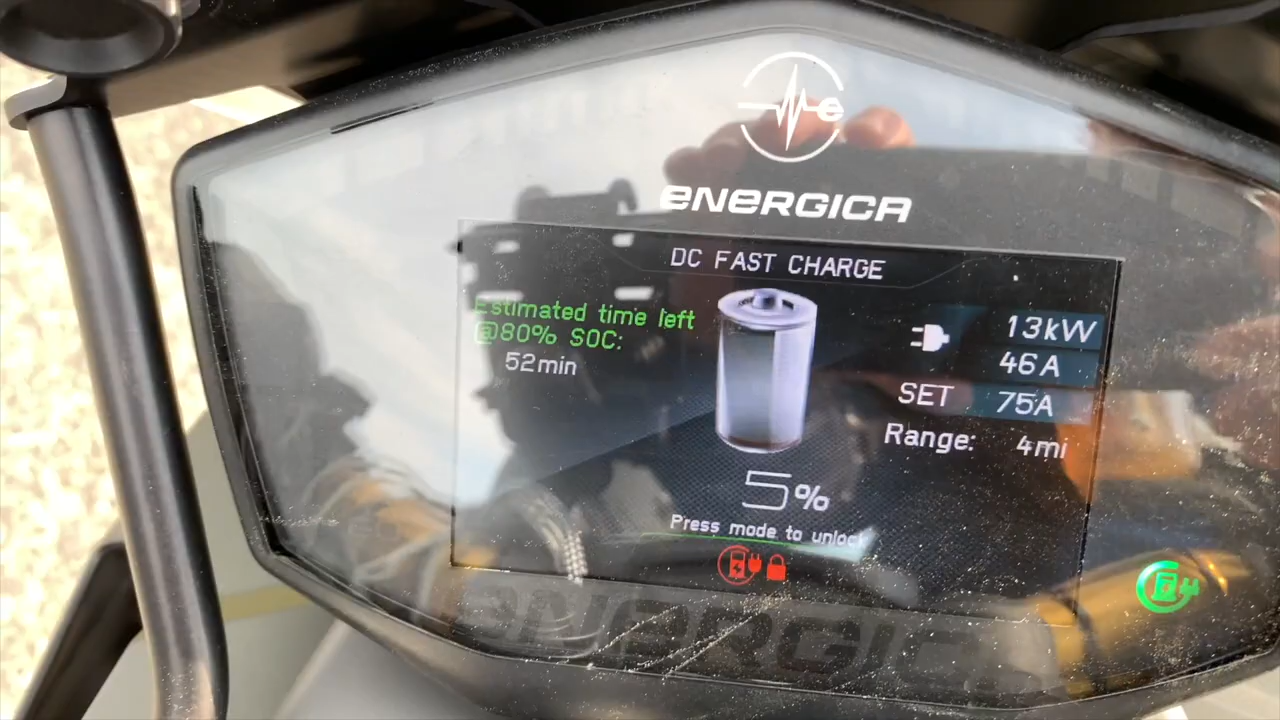 e
ENERGICA
DC FAST CHARGE
Estimated time left
@80% SOC:
52min
13kW
46A
SET 75A
Range: 4mi
5%
Press mode to unlock
ENERGICA